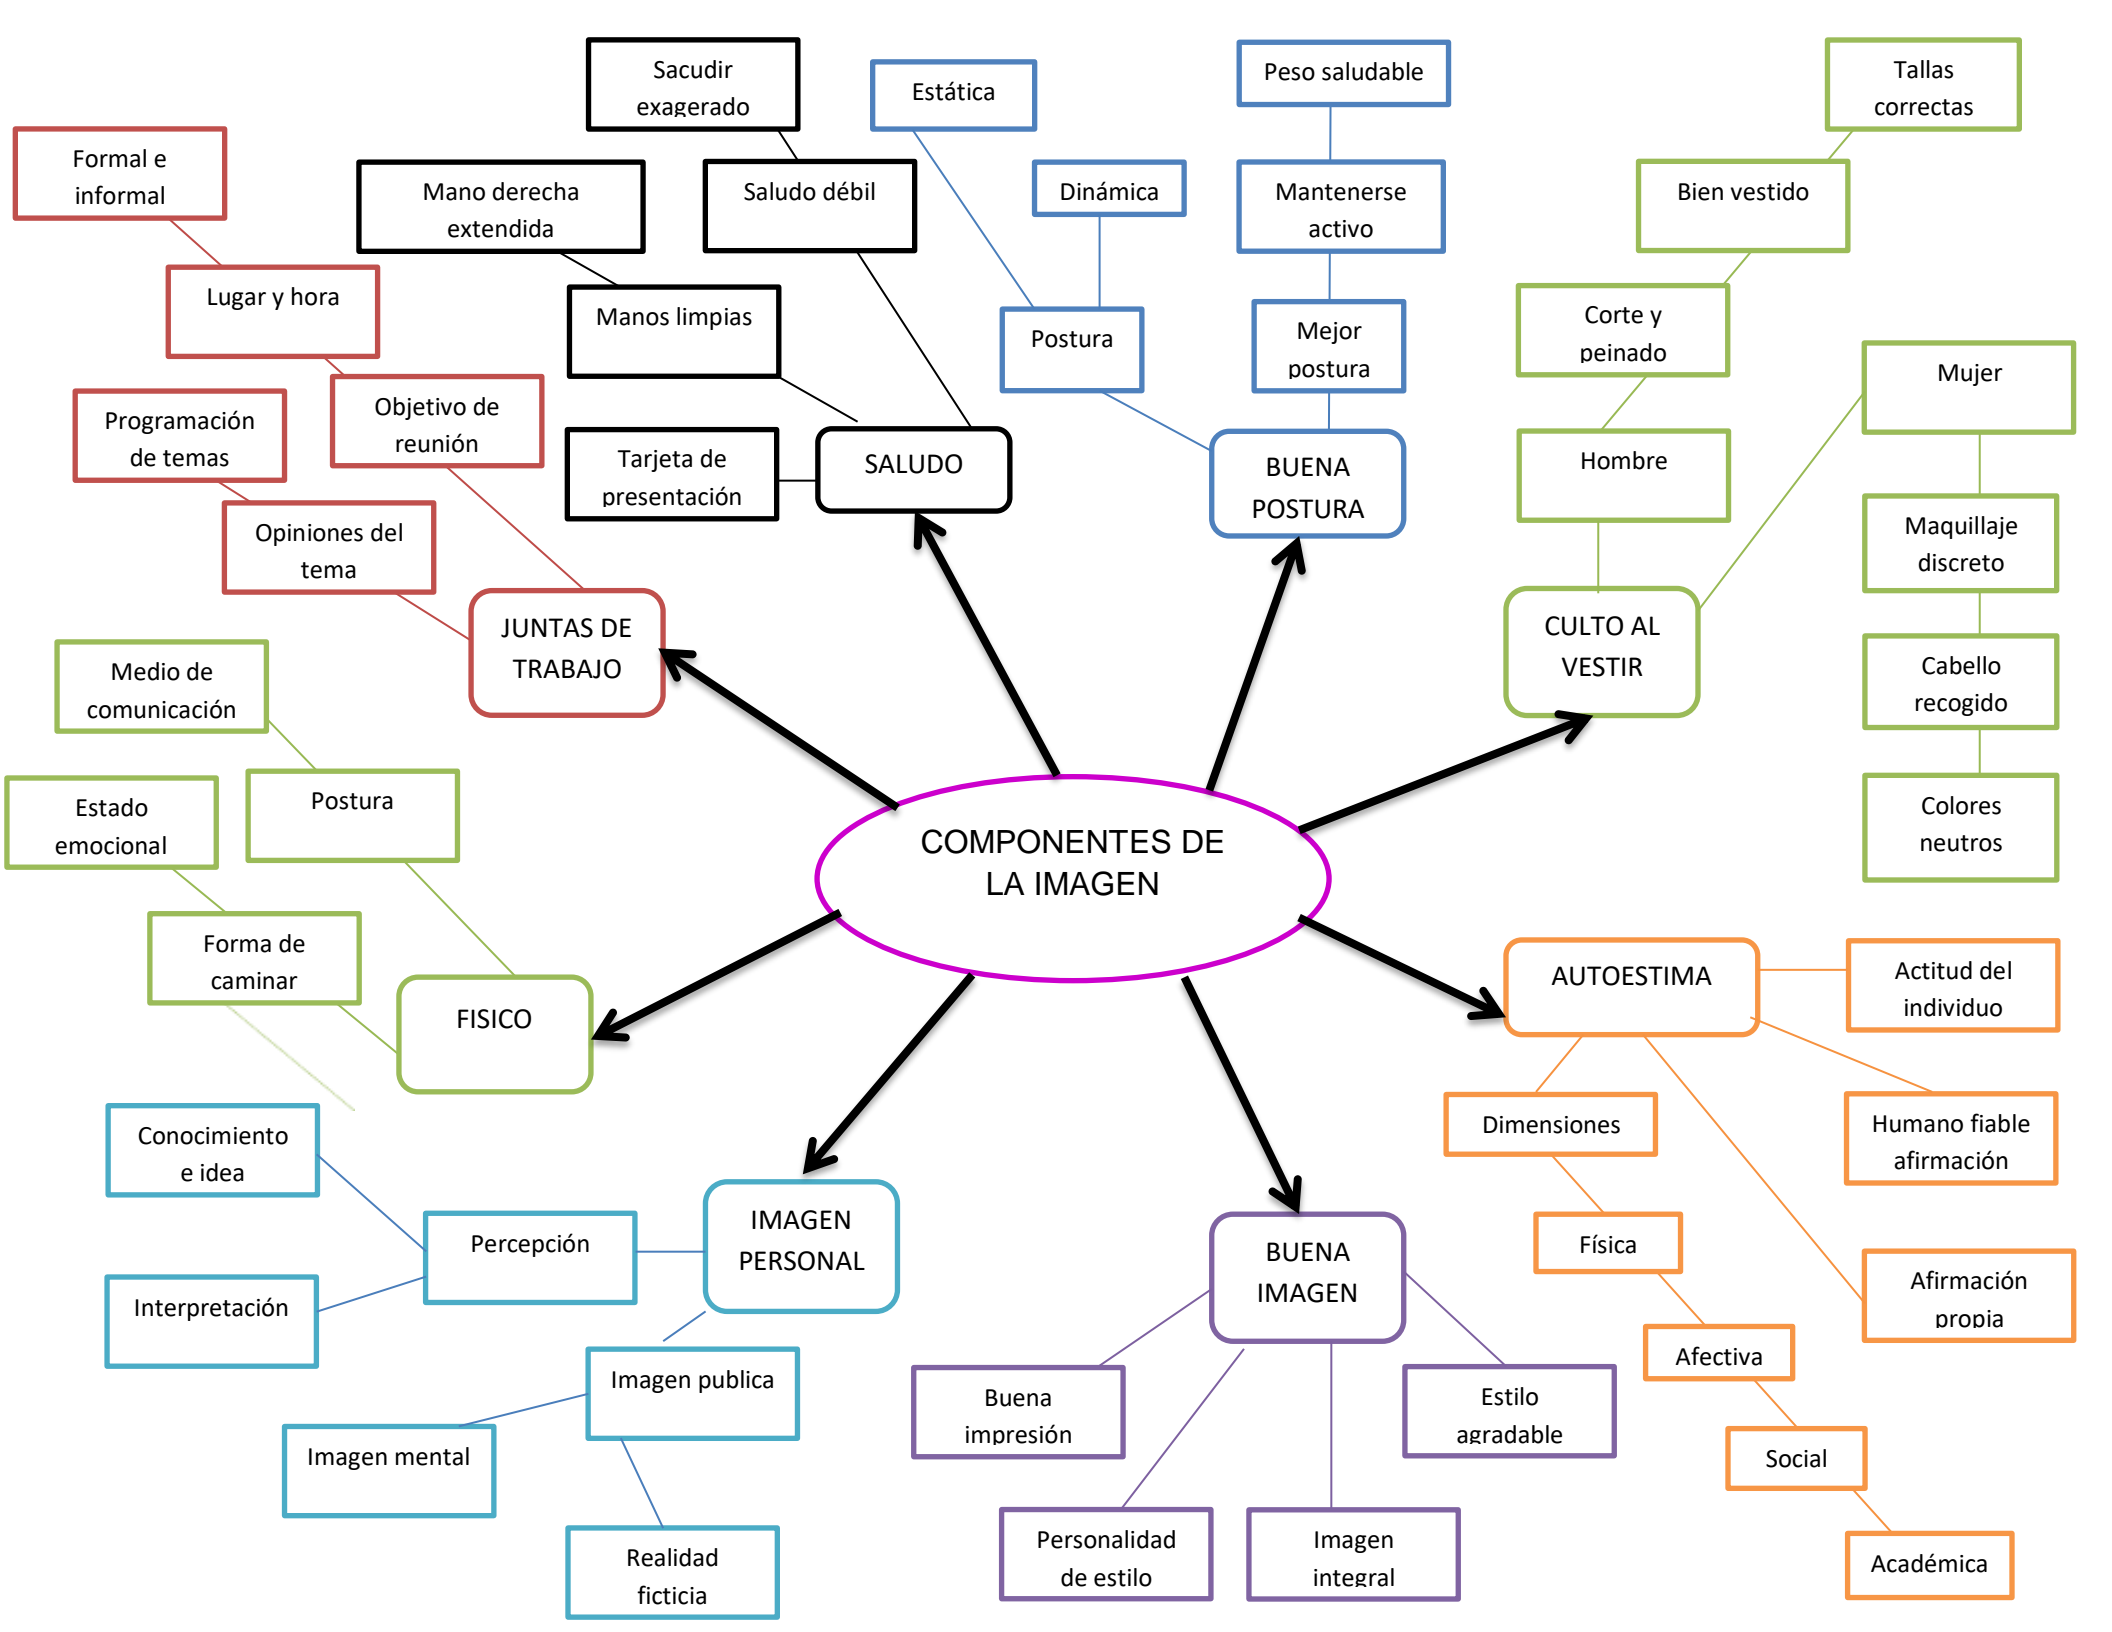 Sacudir
exagerado
Estática
Peso saludable
Tallas
correctas
Formal e
informal
Mano derecha
extendida
Saludo débil
Dinámica
Mantenerse
activo
Bien vestido
Lugar y hora
Manos limpias
Postura
Mejor
postura
Corte y
peinado
Mujer
Programación
de temas
Objetivo de
reunión
Tarjeta de
presentación
SALUDO
BUENA
POSTURA
Hombre
Opiniones del
tema
Maquillaje
discreto
JUNTAS DE
TRABAJO
CULTO AL
VESTIR
Medio de
comunicación
Cabello
recogido
Estado
emocional
Postura
COMPONENTES DE
LA IMAGEN
Colores
neutros
Forma de
caminar
FISICO
AUTOESTIMA
Actitud del
individuo
Conocimiento
e idea
Dimensiones
Humano fiable
afirmación
Percepción
IMAGEN
PERSONAL
BUENA
IMAGEN
Física
Interpretación
Afirmación
propia
Imagen publica
Afectiva
Buena
impresión
Estilo
agradable
Imagen mental
Social
Realidad
ficticia
Personalidad
de estilo
Imagen
integral
Académica